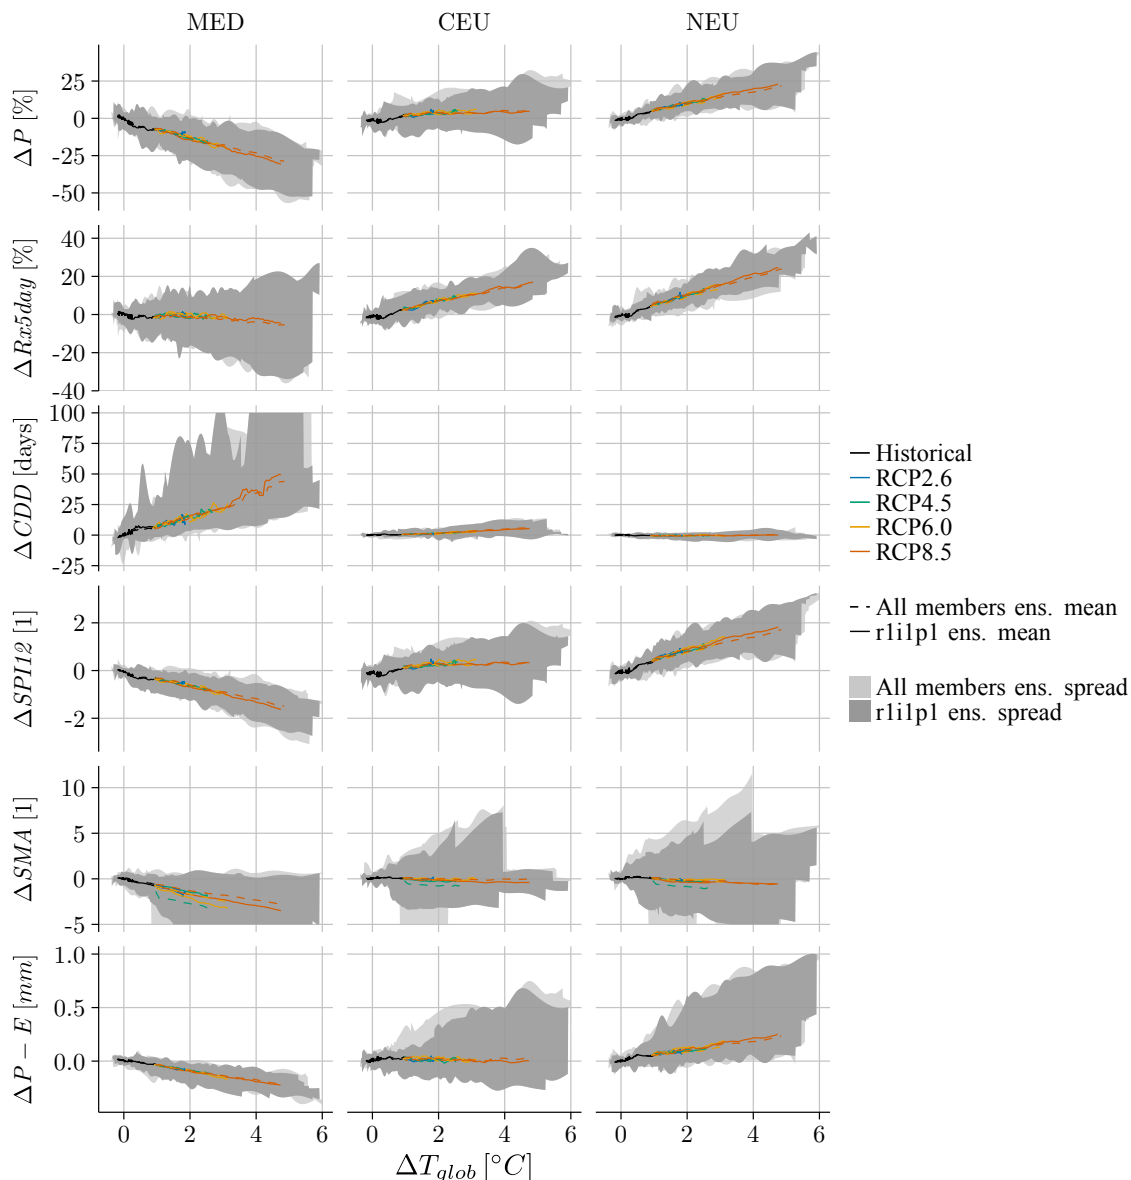 MED CEU NEU
ΔP [%]
25
0
-25
-50
ΔRx5day [%]
40
20
0
-20
-40
ΔCDD [days]
100
75
50
25
0
-25
ΔSPI12 [1]
2
0
-2
ΔSMA [1]
10
5
0
-5
ΔP − E [mm]
1.0
0.5
0.0
0 2 4 6 0 2 4 6 0 2 4 6
ΔT_glob [°C]
Historical
RCP2.6
RCP4.5
RCP6.0
RCP8.5
All members ens. mean
r1i1p1 ens. mean
All members ens. spread
r1i1p1 ens. spread